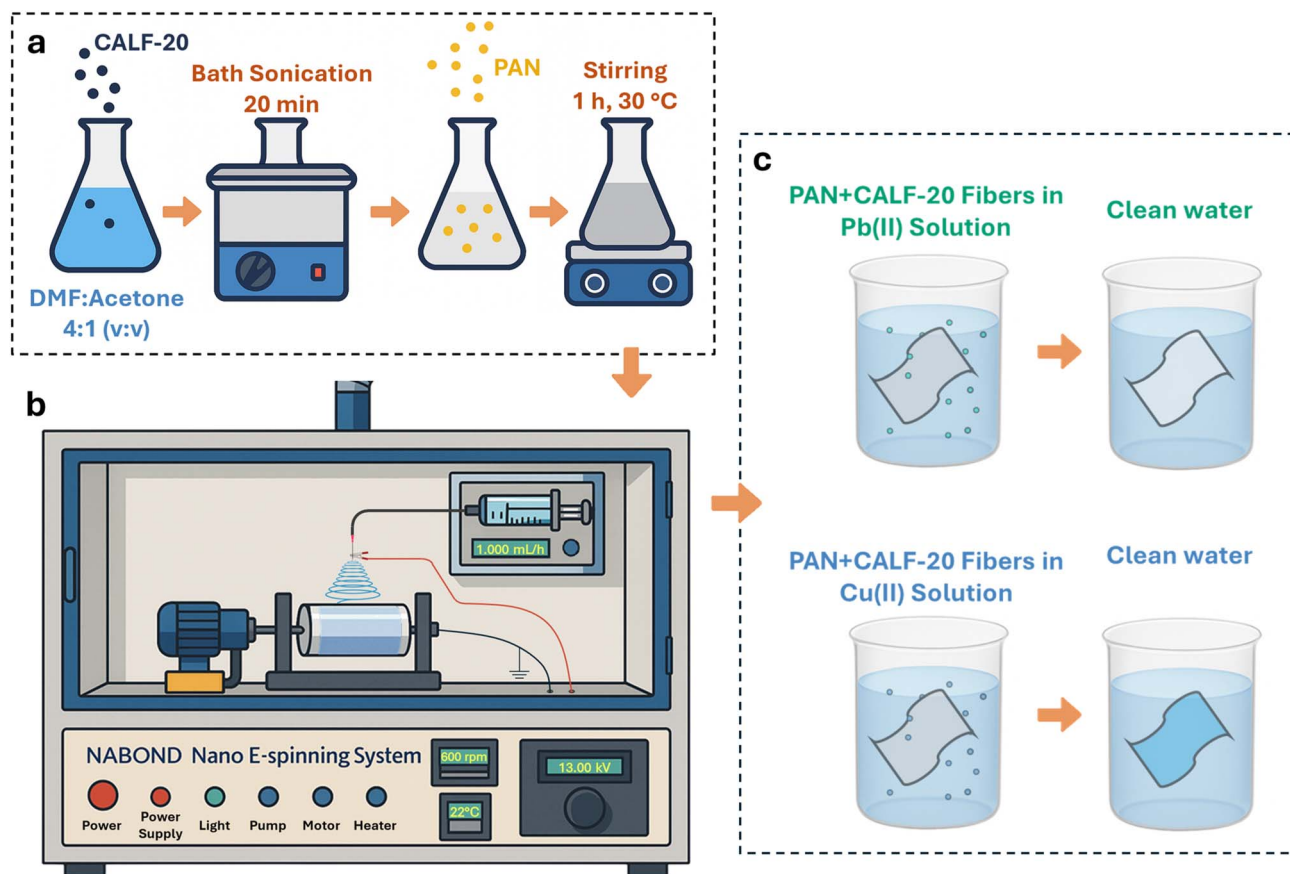 a
CALF-20
Bath Sonication
20 min
PAN
Stirring
1 h, 30 °C
DMF:Acetone
4:1 (v:v)
b
1.000 mL/h
NABOND Nano E-spinning System
600 rpm
13.00 kV
22°C
Power
Power
Supply
Light
Pump
Motor
Heater
c
PAN+CALF-20 Fibers in
Pb(II) Solution
Clean water
PAN+CALF-20 Fibers in
Cu(II) Solution
Clean water